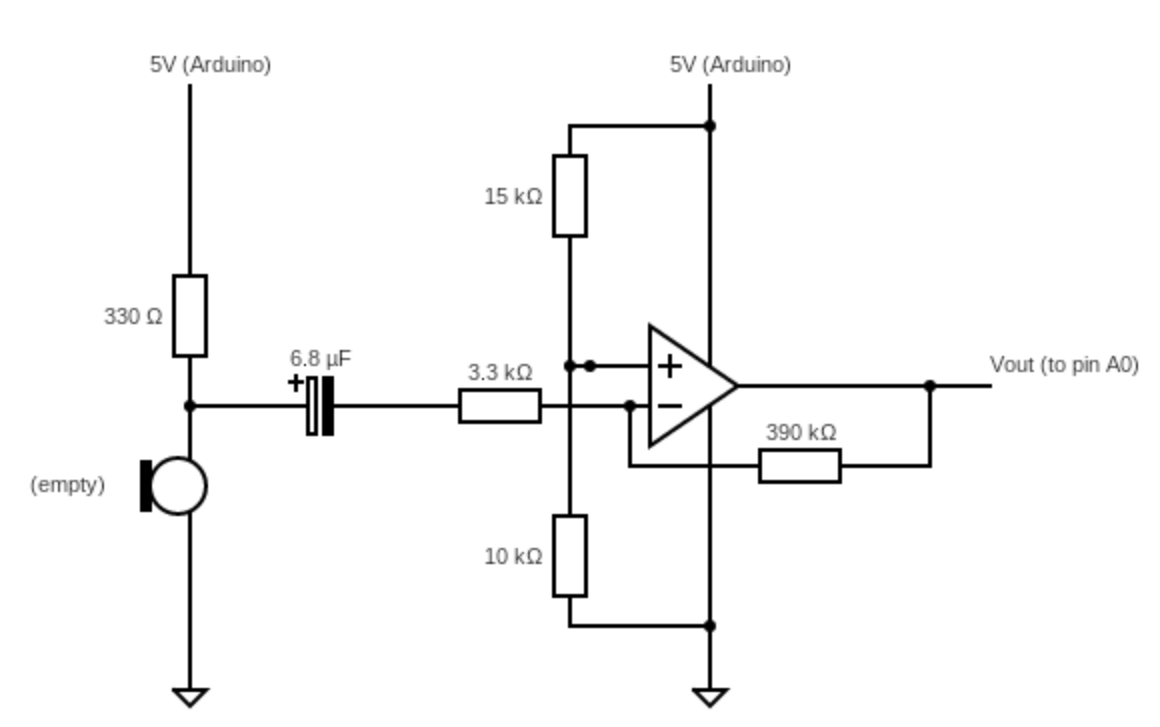 5V (Arduino)
5V (Arduino)
15 kΩ
330 Ω
6.8 µF
+
3.3 kΩ
+
−
Vout (to pin A0)
390 kΩ
(empty)
10 kΩ